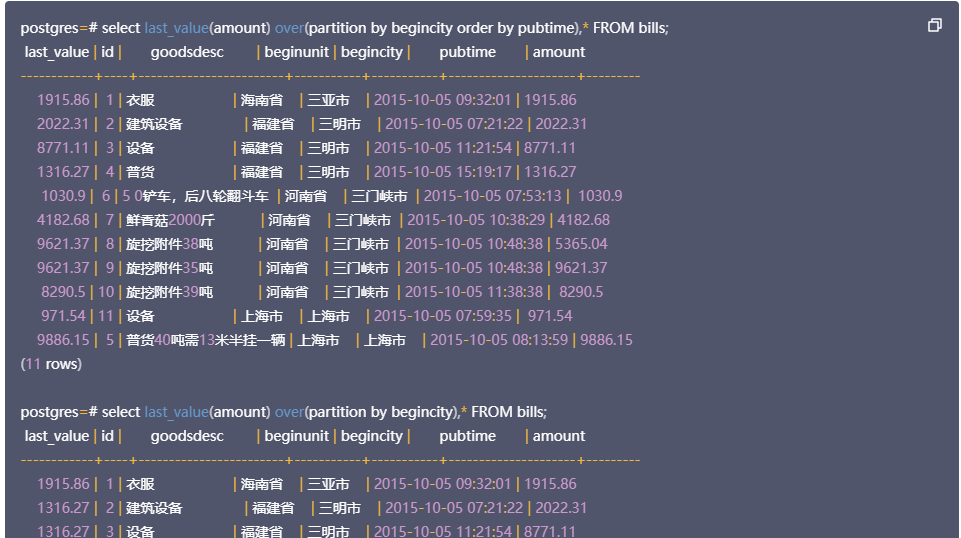 postgres=# select last_value(amount) over(partition by begincity order by pubtime),* FROM bills;
last_value | id | goodsdesc | beginunit | begincity | pubtime | amount
------------+----+-----------------------+-----------+-----------+---------------------+---------
1915.86 | 1 | 衣服 | 海南省 | 三亚市 | 2015-10-05 09:32:01 | 1915.86
2022.31 | 2 | 建筑设备 | 福建省 | 三明市 | 2015-10-05 07:21:22 | 2022.31
8771.11 | 3 | 设备 | 福建省 | 三明市 | 2015-10-05 11:21:54 | 8771.11
1316.27 | 4 | 普货 | 福建省 | 三明市 | 2015-10-05 15:19:17 | 1316.27
1030.9 | 6 | 5 0铲车，后八轮翻斗车 | 河南省 | 三门峡市 | 2015-10-05 07:53:13 | 1030.9
4182.68 | 7 | 鲜香菇2000斤 | 河南省 | 三门峡市 | 2015-10-05 10:38:29 | 4182.68
9621.37 | 8 | 旋挖附件38吨 | 河南省 | 三门峡市 | 2015-10-05 10:48:38 | 5365.04
9621.37 | 9 | 旋挖附件35吨 | 河南省 | 三门峡市 | 2015-10-05 10:48:38 | 9621.37
8290.5 | 10 | 旋挖附件39吨 | 河南省 | 三门峡市 | 2015-10-05 11:38:38 | 8290.5
971.54 | 11 | 设备 | 上海市 | 上海市 | 2015-10-05 07:59:35 | 971.54
9886.15 | 5 | 普货40吨需13米半挂一辆 | 上海市 | 上海市 | 2015-10-05 08:13:59 | 9886.15
(11 rows)
postgres=# select last_value(amount) over(partition by begincity),* FROM bills;
last_value | id | goodsdesc | beginunit | begincity | pubtime | amount
------------+----+-----------------------+-----------+-----------+---------------------+---------
1915.86 | 1 | 衣服 | 海南省 | 三亚市 | 2015-10-05 09:32:01 | 1915.86
1316.27 | 2 | 建筑设备 | 福建省 | 三明市 | 2015-10-05 07:21:22 | 2022.31
1316.27 | 3 | 设备 | 福建省 | 三明市 | 2015-10-05 11:21:54 | 8771.11